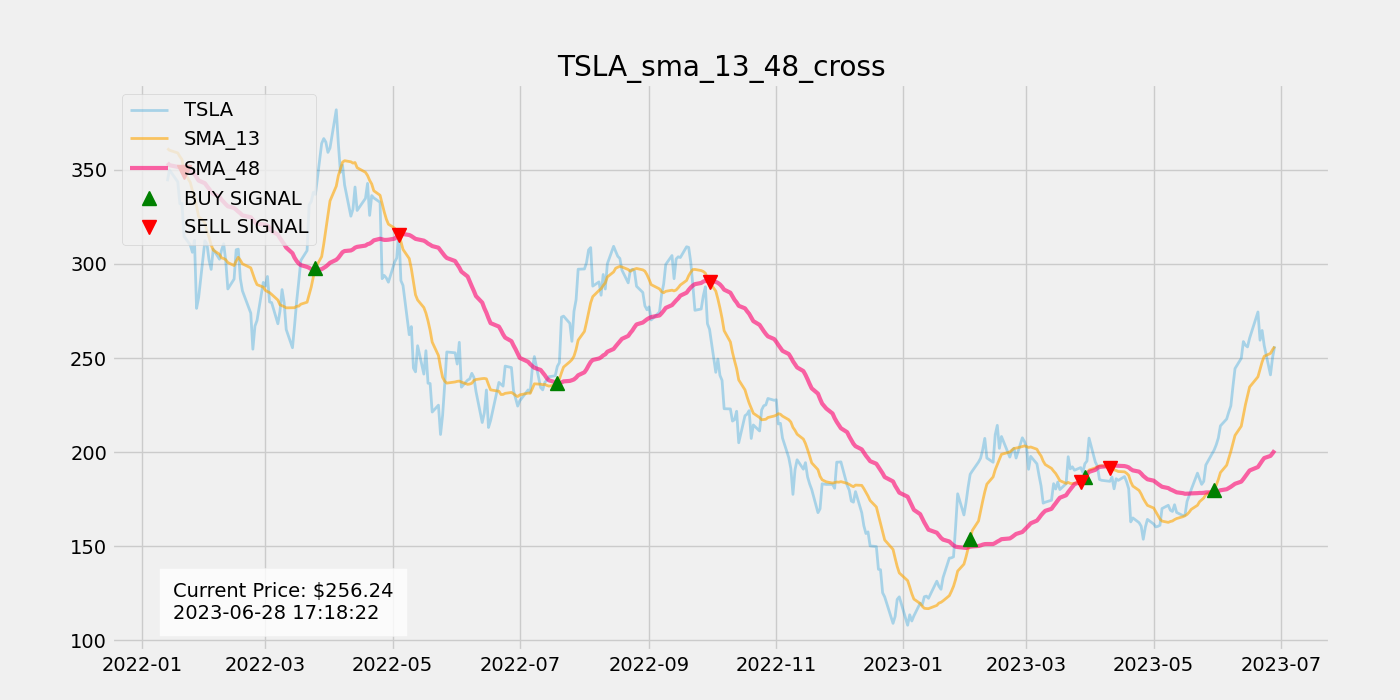 TSLA_sma_13_48_cross
TSLA
SMA_13
SMA_48
BUY SIGNAL
SELL SIGNAL
350
300
250
200
150
100
Current Price: $256.24
2023-06-28 17:18:22
2022-01 2022-03 2022-05 2022-07 2022-09 2022-11 2023-01 2023-03 2023-05 2023-07